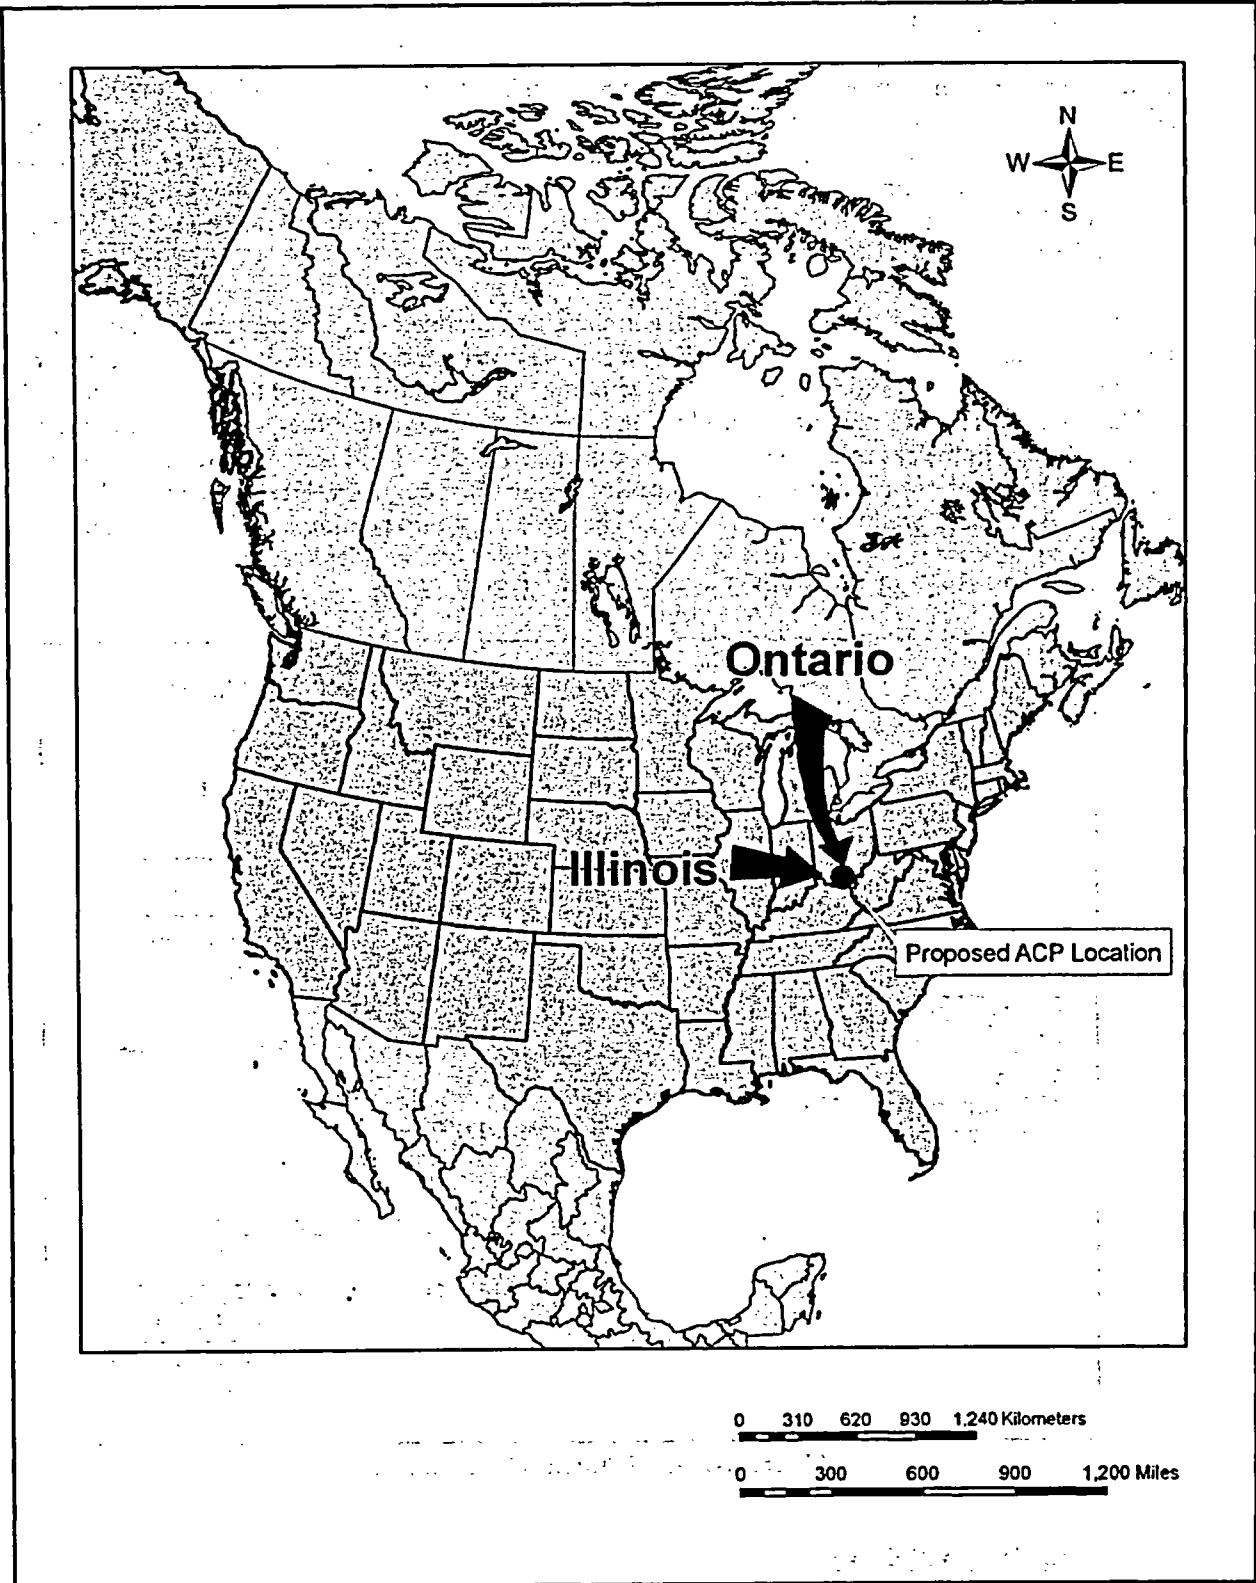 N
W E
S
Ontario
Illinois
Proposed ACP Location
0 310 620 930 1,240 Kilometers
0 300 600 900 1,200 Miles